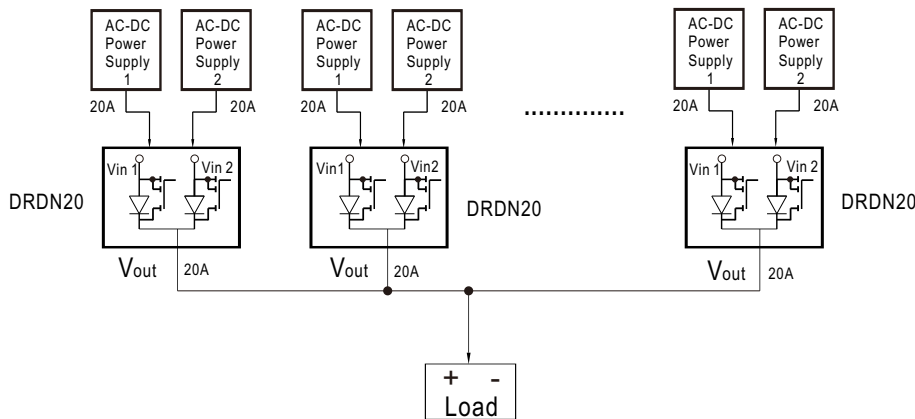 AC-DC
Power
Supply
1
AC-DC
Power
Supply
2
AC-DC
Power
Supply
1
AC-DC
Power
Supply
2
AC-DC
Power
Supply
1
AC-DC
Power
Supply
2
20A
20A
20A
20A
20A
20A
Vin 1
Vin 2
Vin1
Vin2
Vin 1
Vin 2
DRDN20
DRDN20
DRDN20
Vout
20A
Vout
20A
Vout
20A
+ -
Load